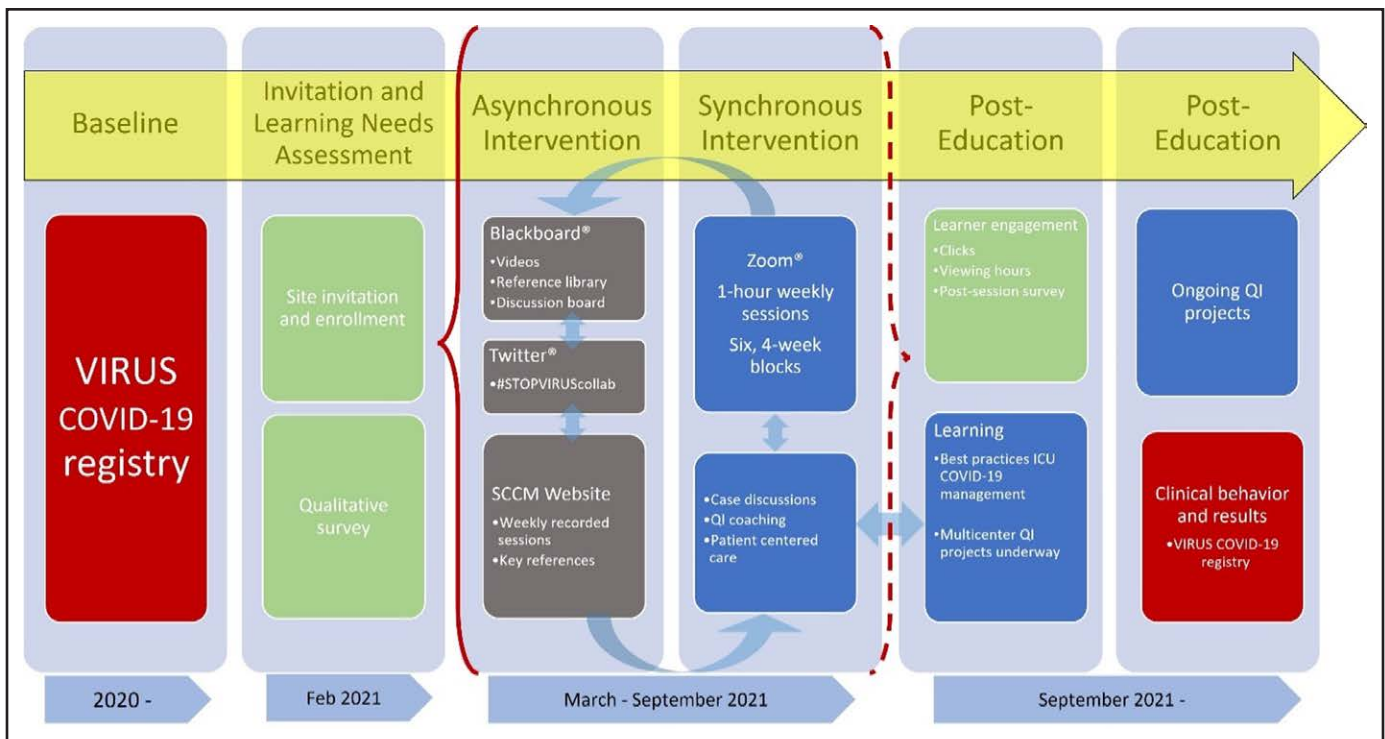 Baseline
Invitation and
Learning Needs
Assessment
Asynchronous
Intervention
Synchronous
Intervention
Post-
Education
Post-
Education
VIRUS
COVID-19
registry
Site invitation
and enrollment
Qualitative
survey
Blackboard®
•Videos
•Reference library
•Discussion board
Twitter®
•#STOPVIRUScollab
SCCM Website
•Weekly recorded
sessions
•Key references
Zoom®
1-hour weekly
sessions
Six, 4-week
blocks
•Case discussions
•QI coaching
•Patient centered
care
Learner engagement
•Clicks
•Viewing hours
•Post-session survey
Learning
•Best practices ICU
COVID-19
management
•Multicenter QI
projects underway
Ongoing QI
projects
Clinical behavior
and results
•VIRUS COVID-19
registry
2020 -
Feb 2021
March - September 2021
September 2021 -